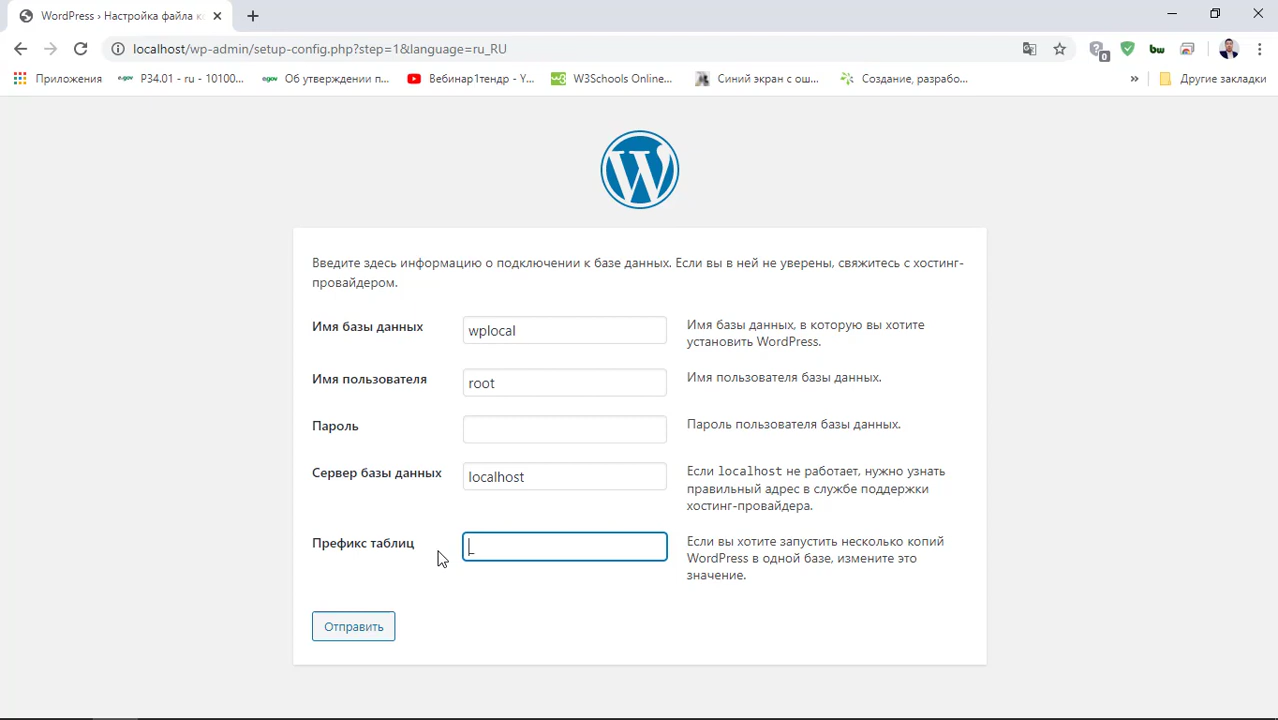 WordPress › Настройка файла к
localhost/wp-admin/setup-config.php?step=1&language=ru_RU
0
bw
Приложения
P34.01 - ru - 10100...
Об утверждении п...
Вебинар1тендр - Y...
W3Schools Online...
Синий экран с ош...
Создание, разрабо...
»
Другие закладки
Введите здесь информацию о подключении к базе данных. Если вы в ней не уверены, свяжитесь с хостинг-
провайдером.
Имя базы данных
wplocal
Имя базы данных, в которую вы хотите
установить WordPress.
Имя пользователя
root
Имя пользователя базы данных.
Пароль
Пароль пользователя базы данных.
Сервер базы данных
localhost
Если localhost не работает, нужно узнать
правильный адрес в службе поддержки
хостинг-провайдера.
Префикс таблиц
_
Если вы хотите запустить несколько копий
WordPress в одной базе, измените это
значение.
Отправить